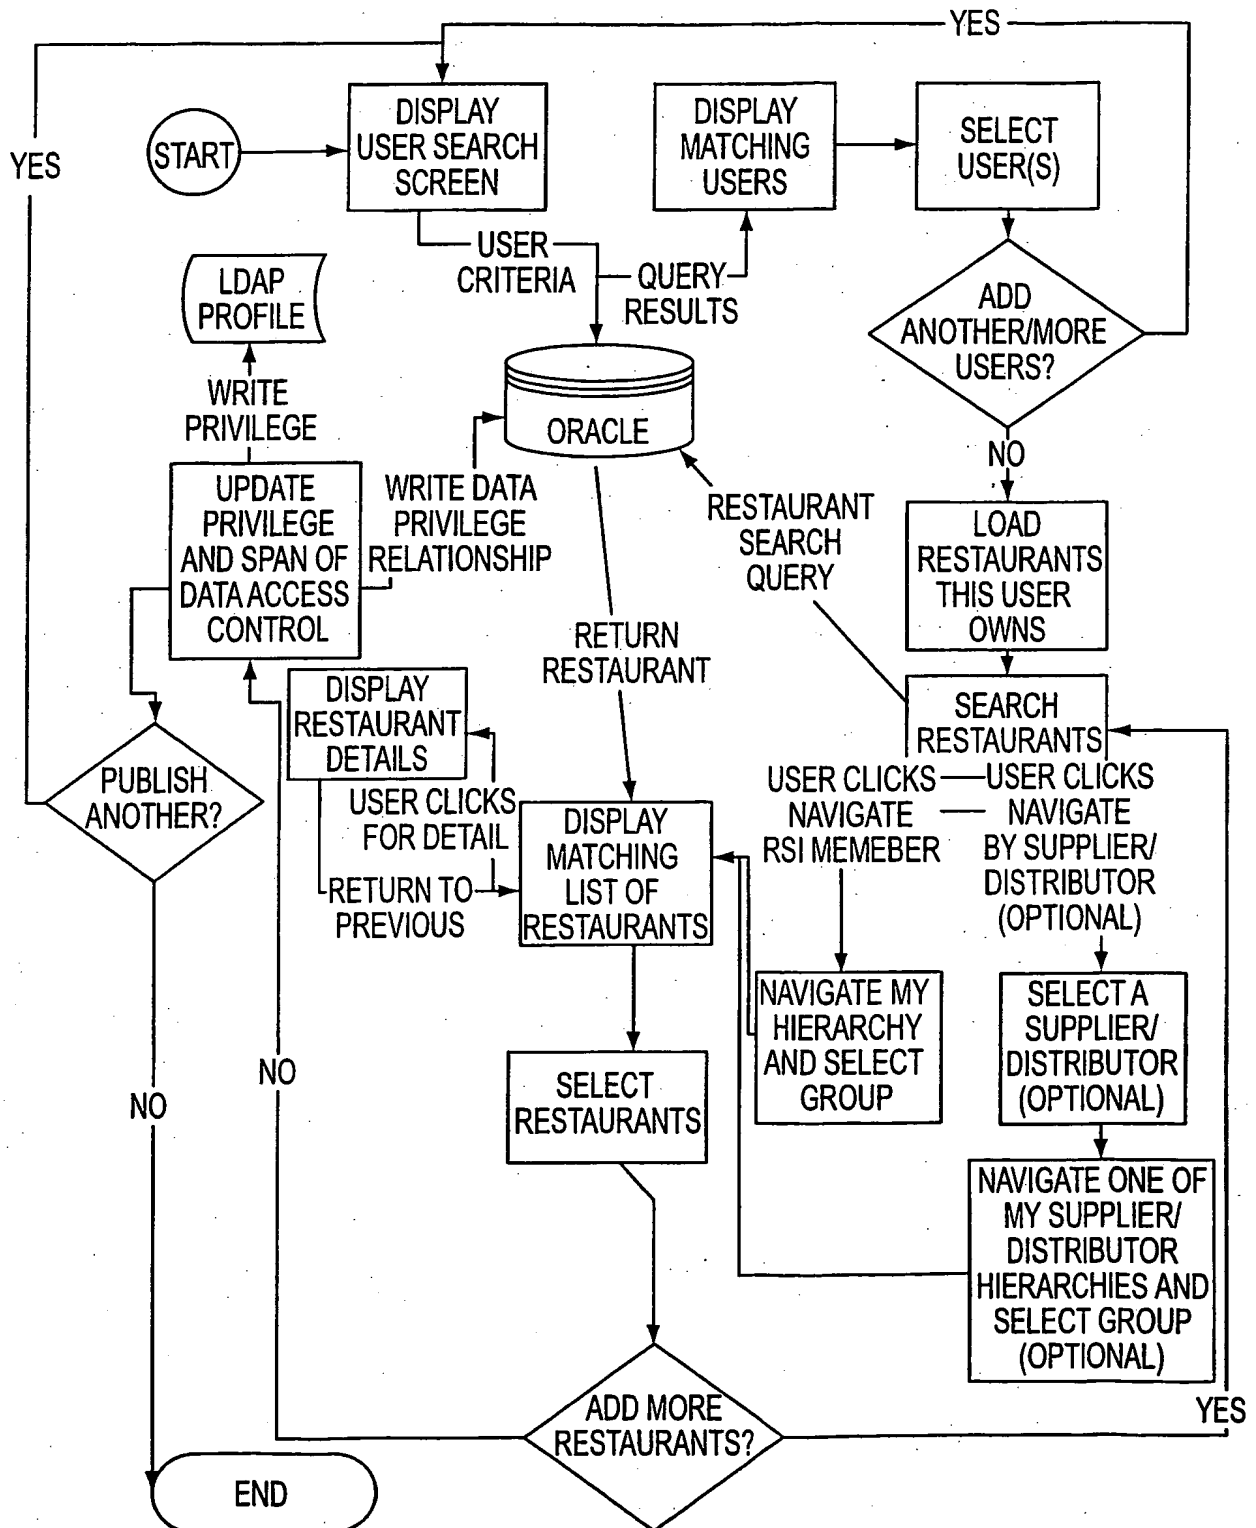 YES
START
DISPLAY
USER SEARCH
SCREEN
DISPLAY
MATCHING
USERS
SELECT
USER(S)
YES
USER
CRITERIA
QUERY
RESULTS
LDAP
PROFILE
ADD
ANOTHER/MORE
USERS?
WRITE
PRIVILEGE
ORACLE
NO
UPDATE
PRIVILEGE
AND SPAN OF
DATA ACCESS
CONTROL
WRITE DATA
PRIVILEGE
RELATIONSHIP
RESTAURANT
SEARCH
QUERY
LOAD
RESTAURANTS
THIS USER
OWNS
RETURN
RESTAURANT
DISPLAY
RESTAURANT
DETAILS
SEARCH
RESTAURANTS
PUBLISH
ANOTHER?
USER CLICKS
FOR DETAIL
DISPLAY
MATCHING
LIST OF
RESTAURANTS
USER CLICKS
NAVIGATE
RSI MEMEBER
USER CLICKS
NAVIGATE
BY SUPPLIER/
DISTRIBUTOR
(OPTIONAL)
RETURN TO
PREVIOUS
NAVIGATE MY
HIERARCHY
AND SELECT
GROUP
SELECT A
SUPPLIER/
DISTRIBUTOR
(OPTIONAL)
NO
NO
SELECT
RESTAURANTS
NAVIGATE ONE OF
MY SUPPLIER/
DISTRIBUTOR
HIERARCHIES AND
SELECT GROUP
(OPTIONAL)
ADD MORE
RESTAURANTS?
YES
END